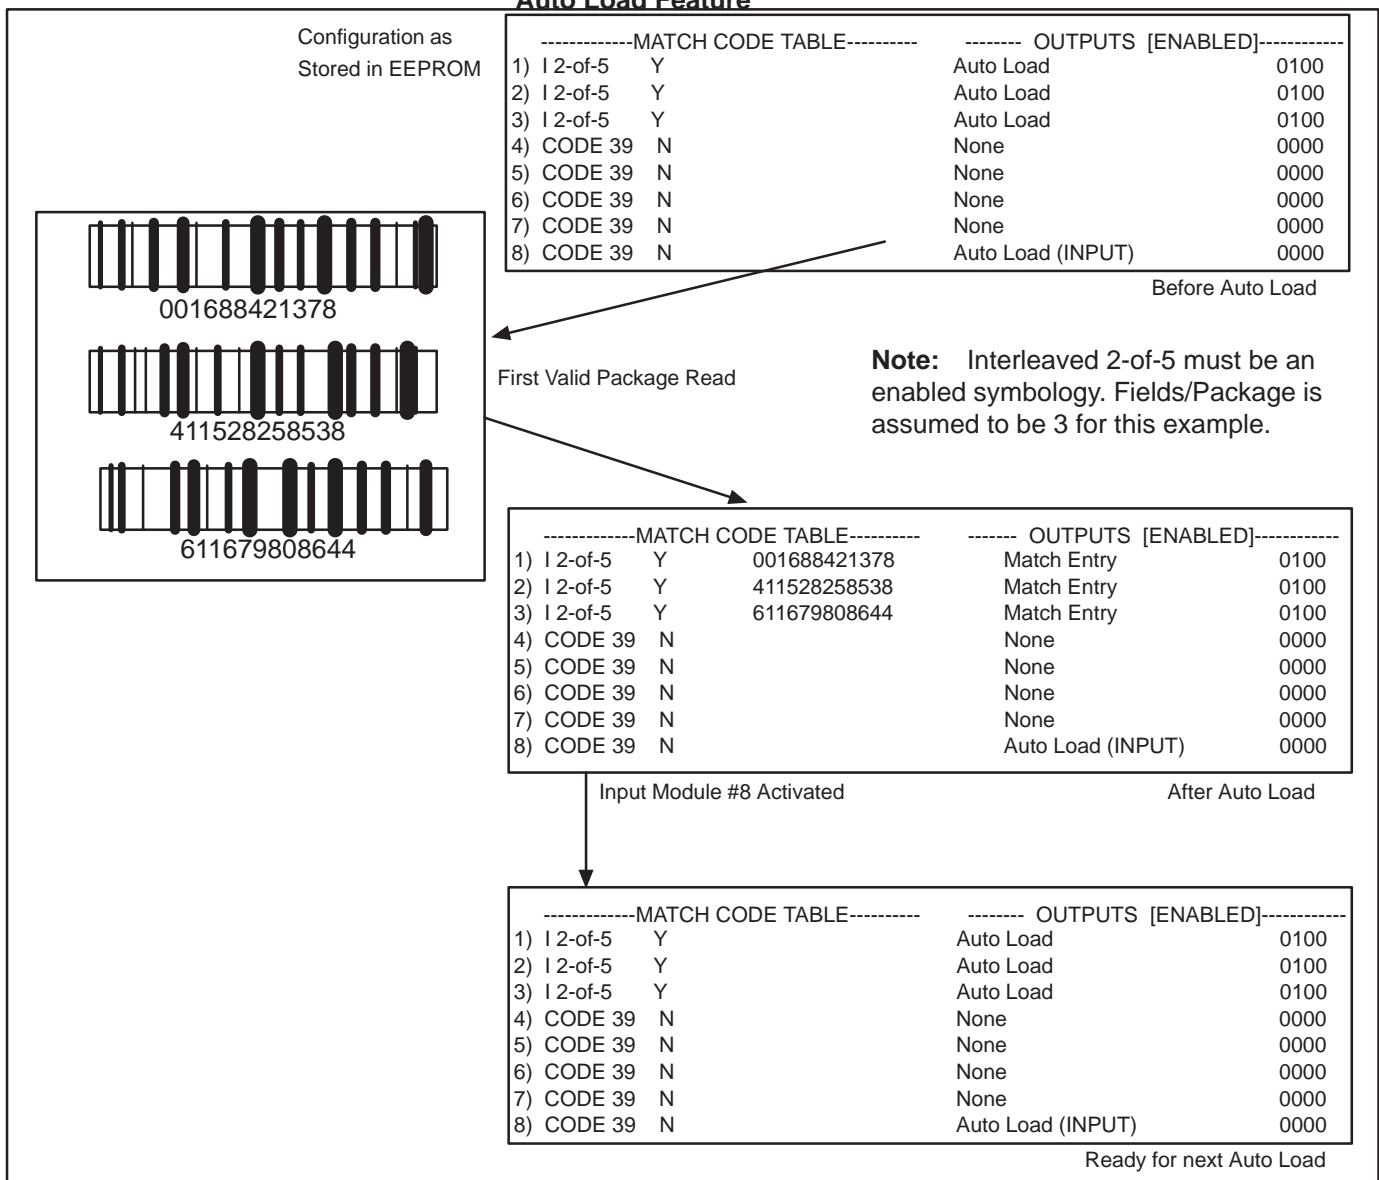 Auto Load Feature
Configuration as
Stored in EEPROM
-------------MATCH CODE TABLE---------- -------- OUTPUTS [ENABLED]------------
1) I 2-of-5 Y Auto Load 0100
2) I 2-of-5 Y Auto Load 0100
3) I 2-of-5 Y Auto Load 0100
4) CODE 39 N None 0000
5) CODE 39 N None 0000
6) CODE 39 N None 0000
7) CODE 39 N None 0000
8) CODE 39 N Auto Load (INPUT) 0000
Before Auto Load
001688421378
411528258538
611679808644
First Valid Package Read
Note: Interleaved 2-of-5 must be an
enabled symbology. Fields/Package is
assumed to be 3 for this example.
-------------MATCH CODE TABLE---------- ------- OUTPUTS [ENABLED]------------
1) I 2-of-5 Y 001688421378 Match Entry 0100
2) I 2-of-5 Y 411528258538 Match Entry 0100
3) I 2-of-5 Y 611679808644 Match Entry 0100
4) CODE 39 N None 0000
5) CODE 39 N None 0000
6) CODE 39 N None 0000
7) CODE 39 N None 0000
8) CODE 39 N Auto Load (INPUT) 0000
Input Module #8 Activated
After Auto Load
-------------MATCH CODE TABLE---------- -------- OUTPUTS [ENABLED]------------
1) I 2-of-5 Y Auto Load 0100
2) I 2-of-5 Y Auto Load 0100
3) I 2-of-5 Y Auto Load 0100
4) CODE 39 N None 0000
5) CODE 39 N None 0000
6) CODE 39 N None 0000
7) CODE 39 N None 0000
8) CODE 39 N Auto Load (INPUT) 0000
Ready for next Auto Load